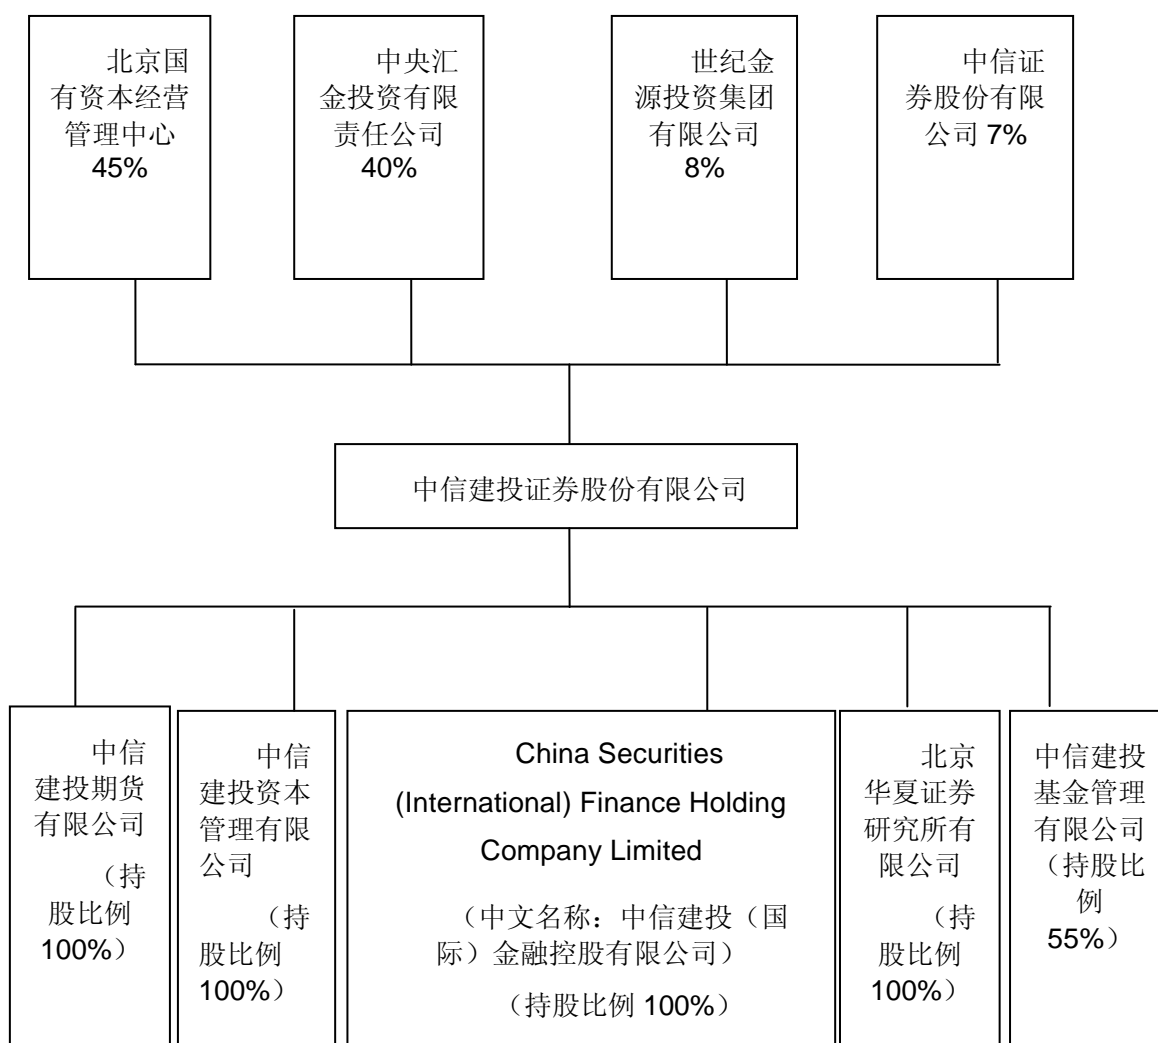 北京国
有资本经营
管理中心
45%
中央汇
金投资有限
责任公司
40%
世纪金
源投资集团
有限公司
8%
中信证
券股份有限
公司 7%
中信建投证券股份有限公司
中信
建投期货
有限公司
（持
股比例
100%）
中信
建投资本
管理有限
公司
（持
股比例
100%）
China Securities
(International) Finance Holding
Company Limited
（中文名称：中信建投（国
际）金融控股有限公司）
（持股比例 100%）
北京
华夏证券
研究所有
限公司
（持
股比例
100%）
中信建投
基金管理
有限公司
（持股比
例
55%）